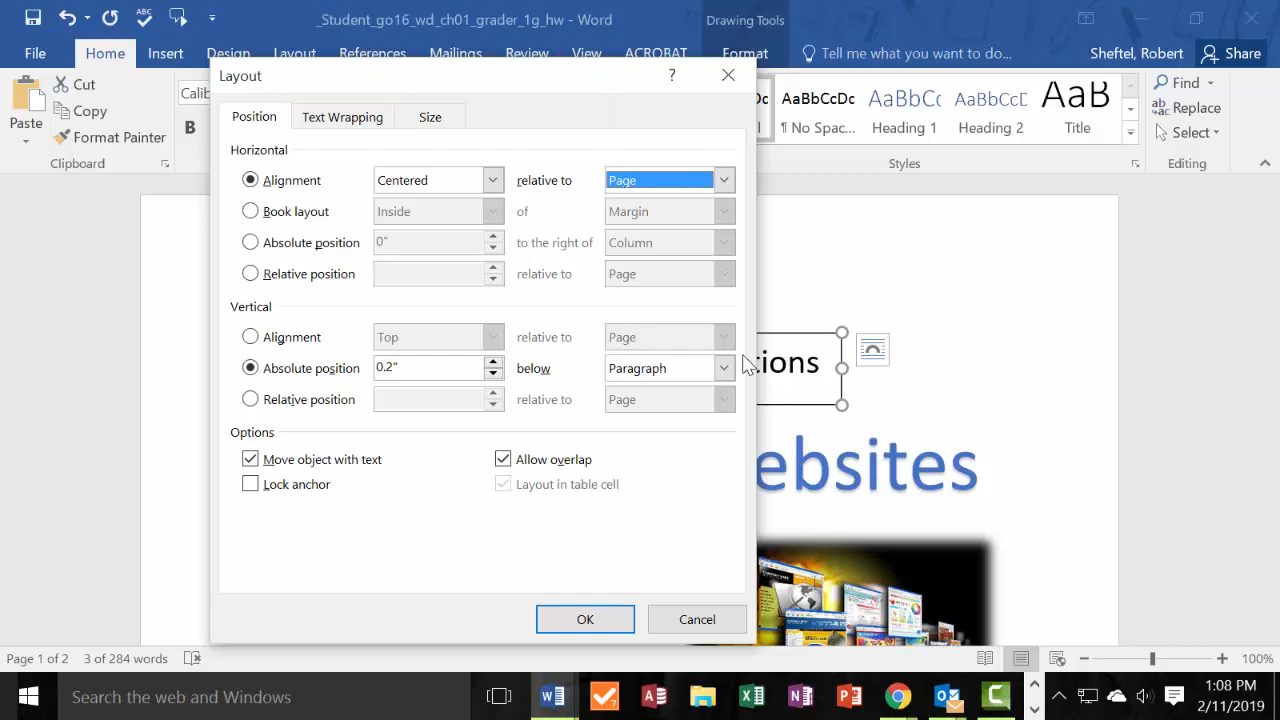 _Student_go16_wd_ch01_grader_1g_hw - Word
Drawing Tools
File Home Insert Design Layout References Mailings Review View ACROBAT Format Tell me what you want to do... Sheftel, Robert Share
Layout ?
Paste
Cut
Copy
Format Painter
Clipboard
Calib
B
AaBbCcDc AaBbCc AaBbCcD AaB
¶ No Spac... Heading 1 Heading 2 Title
Styles
Find
Replace
Select
Editing
Position Text Wrapping Size
Horizontal
Alignment Centered relative to Page
Book layout Inside of Margin
Absolute position 0" to the right of Column
Relative position relative to Page
Vertical
Alignment Top relative to Page
Absolute position 0.2" below Paragraph
Relative position relative to Page
Options
Move object with text Allow overlap
Lock anchor Layout in table cell
OK Cancel
tions
ebsites
Page 1 of 2 3 of 284 words 100%
Search the web and Windows
1:08 PM
2/11/2019